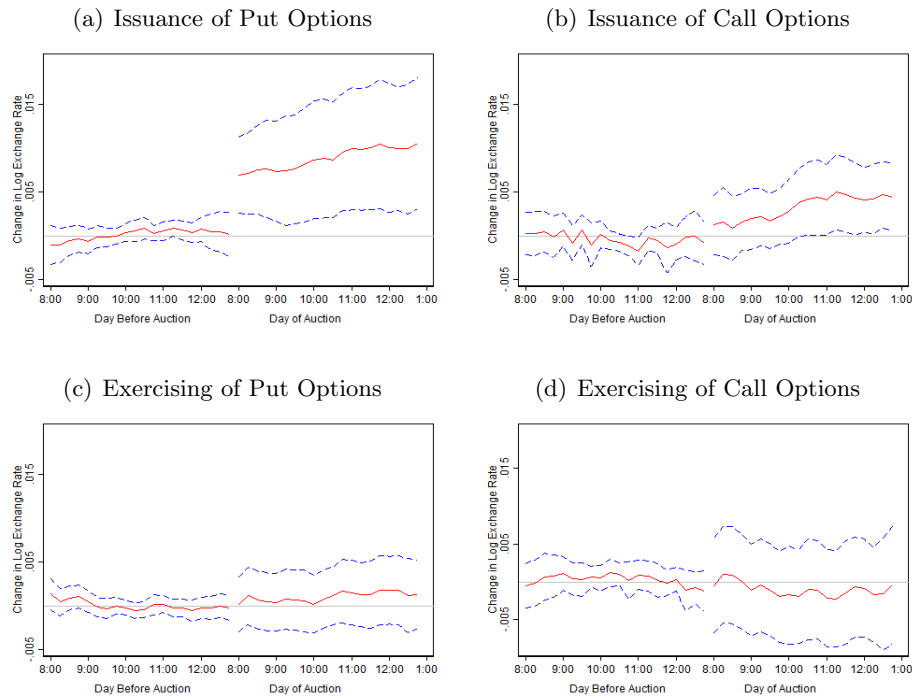 (a) Issuance of Put Options
Change in Log Exchange Rate
.015
.005
-.005
8:00 9:00 10:00 11:00 12:00 8:00 9:00 10:00 11:00 12:00 1:00
Day Before Auction Day of Auction
(b) Issuance of Call Options
Change in Log Exchange Rate
.015
.005
-.005
8:00 9:00 10:00 11:00 12:00 8:00 9:00 10:00 11:00 12:00 1:00
Day Before Auction Day of Auction
(c) Exercising of Put Options
Change in Log Exchange Rate
.015
.005
-.005
8:00 9:00 10:00 11:00 12:00 8:00 9:00 10:00 11:00 12:00 1:00
Day Before Auction Day of Auction
(d) Exercising of Call Options
Change in Log Exchange Rate
.015
.005
-.005
8:00 9:00 10:00 11:00 12:00 8:00 9:00 10:00 11:00 12:00 1:00
Day Before Auction Day of Auction